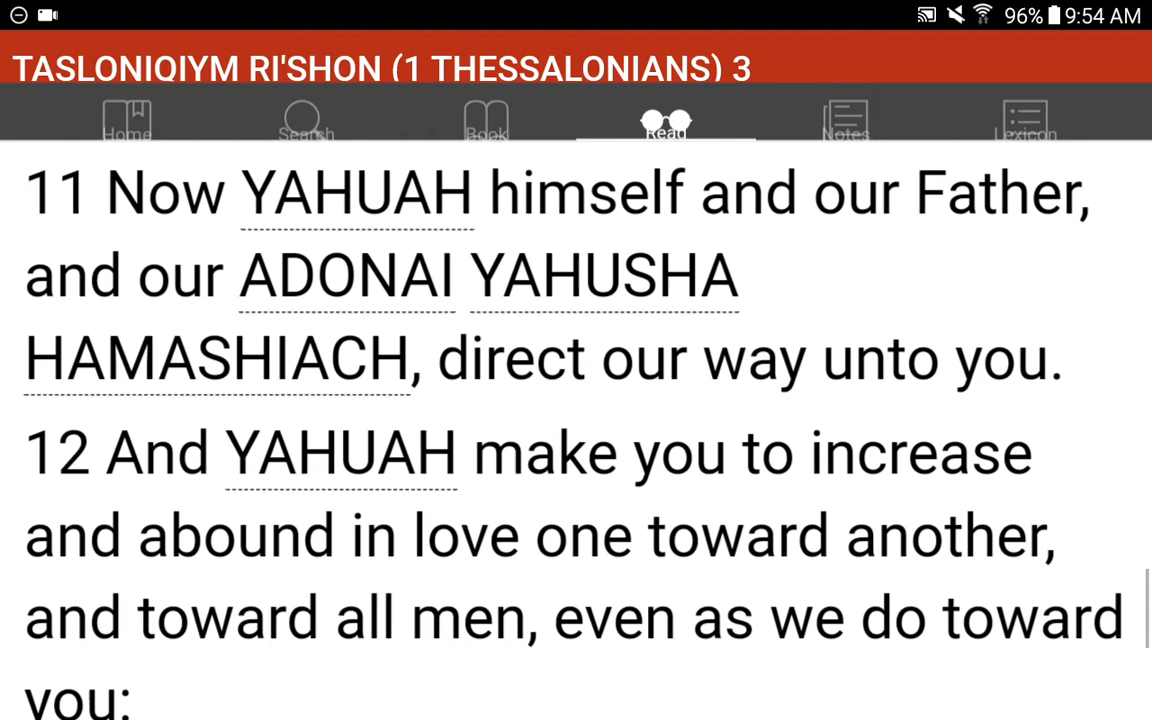 96% 9:54 AM
TASLONIQIYM RI'SHON (1 THESSALONIANS) 3
Home Search Book Read Notes Lexicon
11 Now YAHUAH himself and our Father,
and our ADONAI YAHUSHA
HAMASHIACH, direct our way unto you.
12 And YAHUAH make you to increase
and abound in love one toward another,
and toward all men, even as we do toward
you: